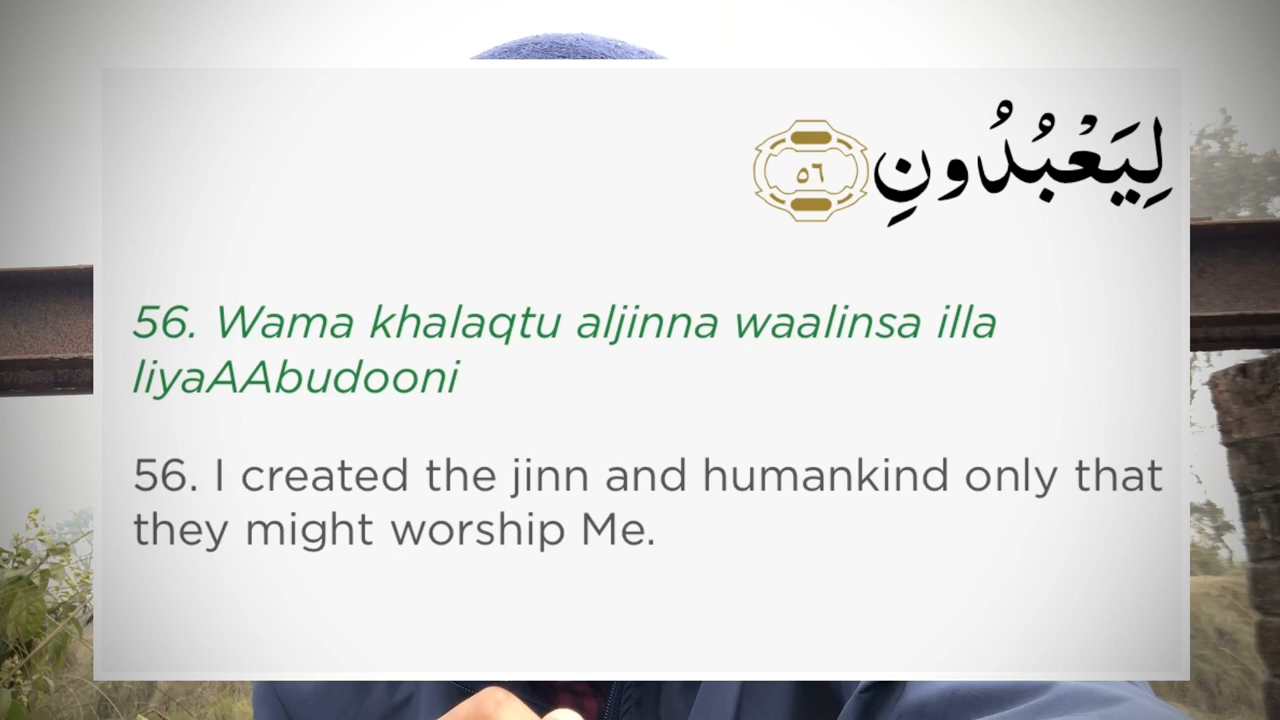 لِيَعْبُدُونِ ٥٦
56. Wama khalaqtu aljinna waalinsa illa
liyaAAbudooni
56. I created the jinn and humankind only that
they might worship Me.